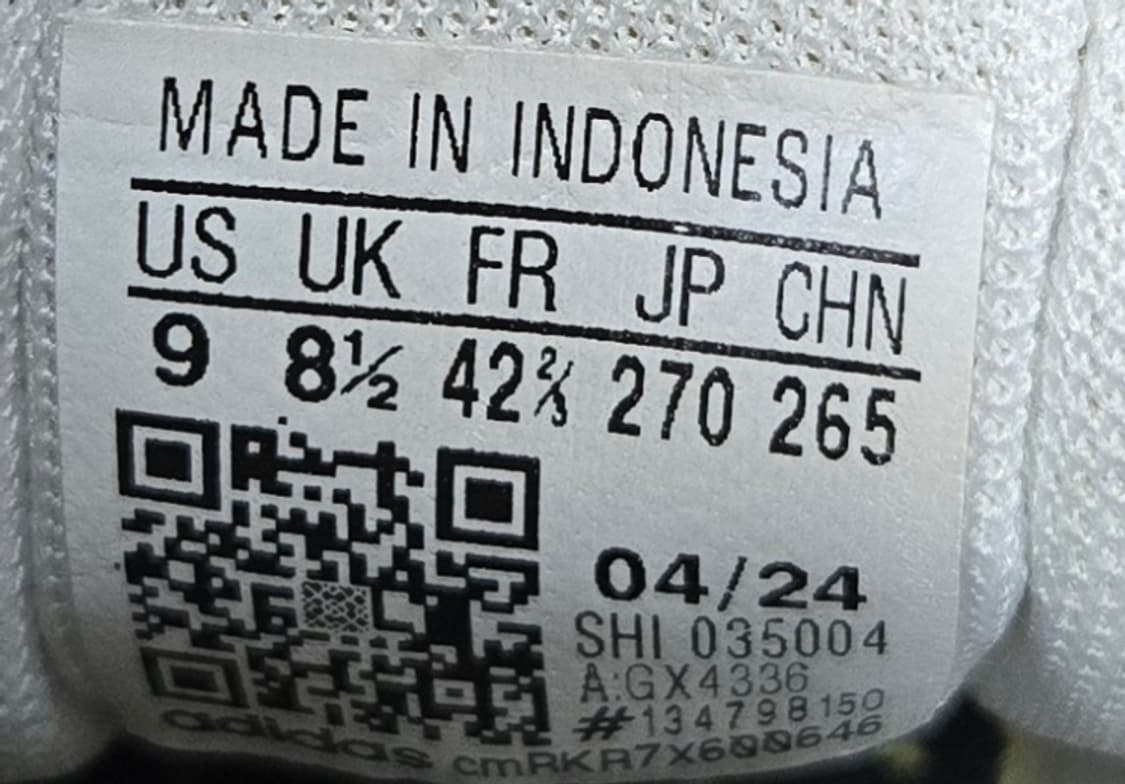 MADE IN INDONESIA
US UK FR JP CHN
9 8½ 42⅔ 270 265
04/24
SHI 035004
A:GX4336
#134798150
adidas cmRKR7X600646